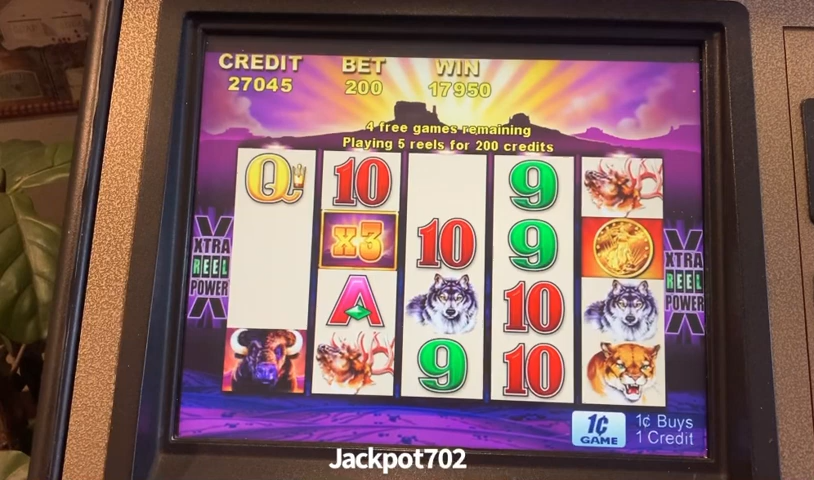 CREDIT BET WIN
27045 200 17950
4 free games remaining
Playing 5 reels for 200 credits
Q 10 9
x3 10 9
A 10
9 10
XTRA
REEL
POWER
XTRA
REEL
POWER
1¢
GAME
1¢ Buys
1 Credit
Jackpot702